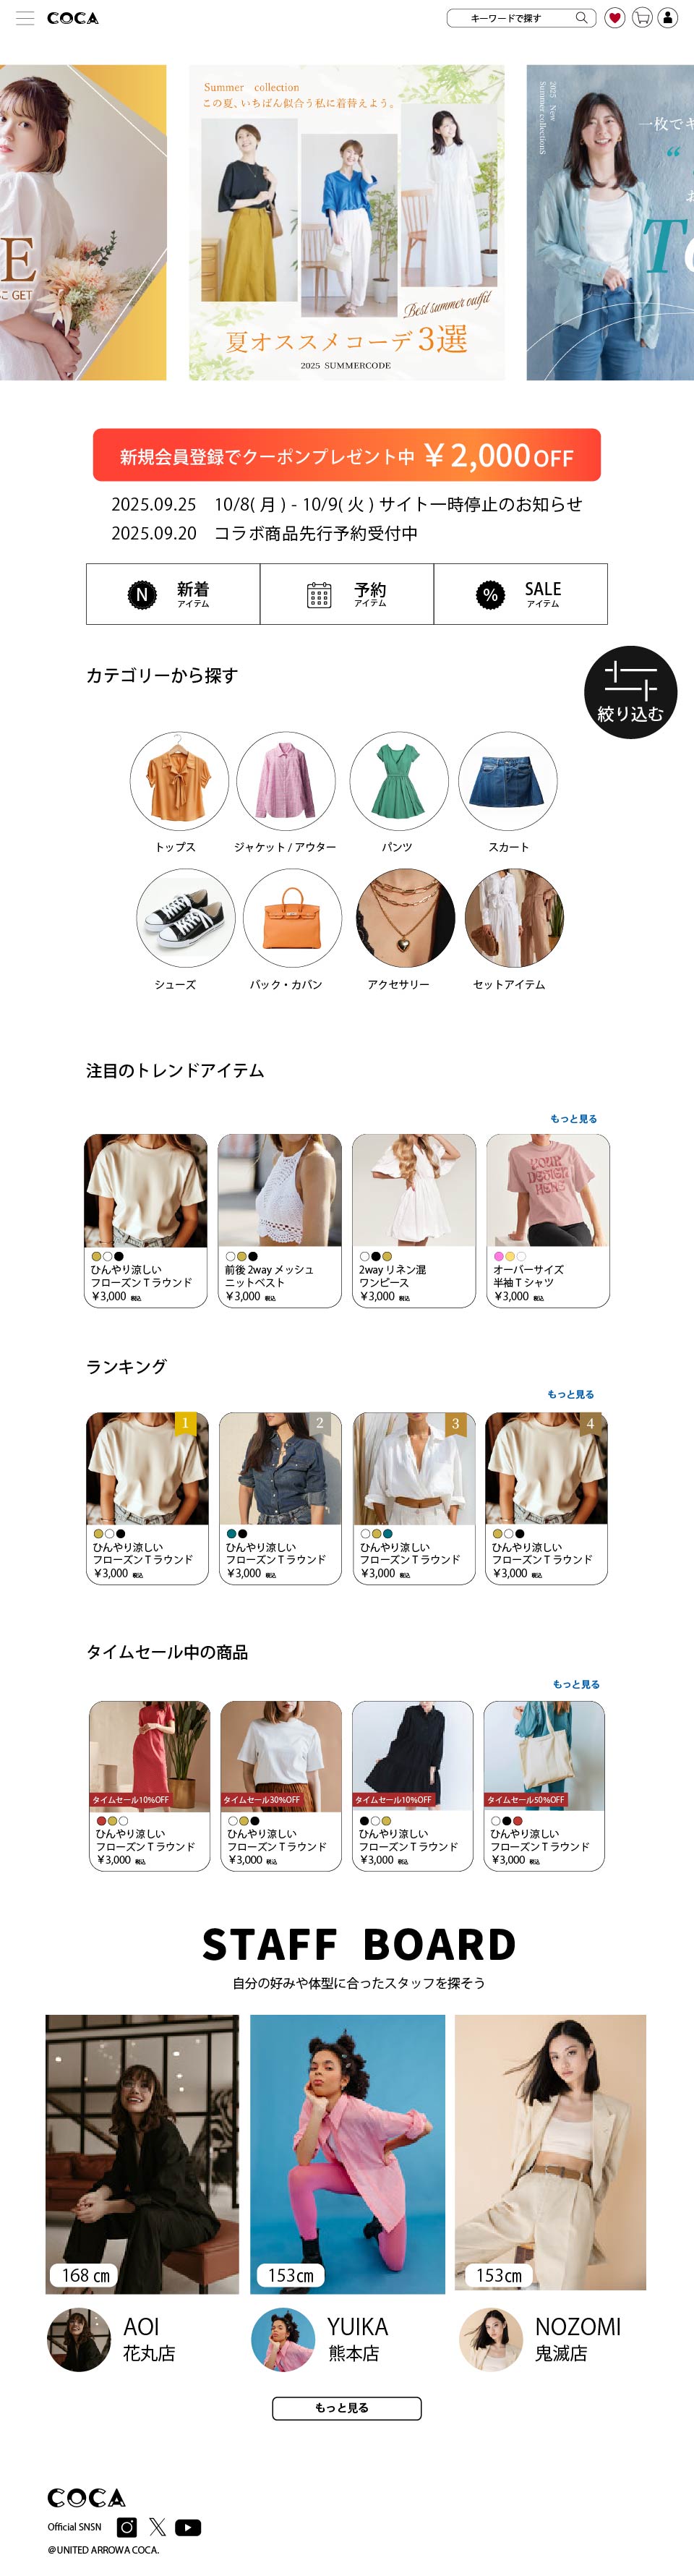 COCA
キーワードで探す
E
こ GET
Summer collection
この夏、いちばん似合う私に着替えよう。
Best summer outfit
夏オススメコーデ3選
2025 SUMMERCODE
2025 New
Summer collectionS
一枚でキ
“
お
T
新規会員登録でクーポンプレゼント中 ¥2,000OFF
2025.09.25 10/8(月) - 10/9(火) サイト一時停止のお知らせ
2025.09.20 コラボ商品先行予約受付中
N 新着
アイテム
予約
アイテム
% SALE
アイテム
カテゴリーから探す
絞り込む
トップス
ジャケット / アウター
パンツ
スカート
シューズ
バック・カバン
アクセサリー
セットアイテム
注目のトレンドアイテム
もっと見る
ひんやり涼しい
フローズンTラウンド
¥3,000 税込
前後2wayメッシュ
ニットベスト
¥3,000 税込
2wayリネン混
ワンピース
¥3,000 税込
YOUR
DESIGN
HERE
オーバーサイズ
半袖Tシャツ
¥3,000 税込
ランキング
もっと見る
1
ひんやり涼しい
フローズンTラウンド
¥3,000 税込
2
ひんやり涼しい
フローズンTラウンド
¥3,000 税込
3
ひんやり涼しい
フローズンTラウンド
¥3,000 税込
4
ひんやり涼しい
フローズンTラウンド
¥3,000 税込
タイムセール中の商品
もっと見る
タイムセール10%OFF
ひんやり涼しい
フローズンTラウンド
¥3,000 税込
タイムセール30%OFF
ひんやり涼しい
フローズンTラウンド
¥3,000 税込
タイムセール10%OFF
ひんやり涼しい
フローズンTラウンド
¥3,000 税込
タイムセール50%OFF
ひんやり涼しい
フローズンTラウンド
¥3,000 税込
STAFF BOARD
自分の好みや体型に合ったスタッフを探そう
168 cm
153cm
153cm
AOI
花丸店
YUIKA
熊本店
NOZOMI
鬼滅店
もっと見る
COCA
Official SNSN
@UNITED ARROWA COCA.